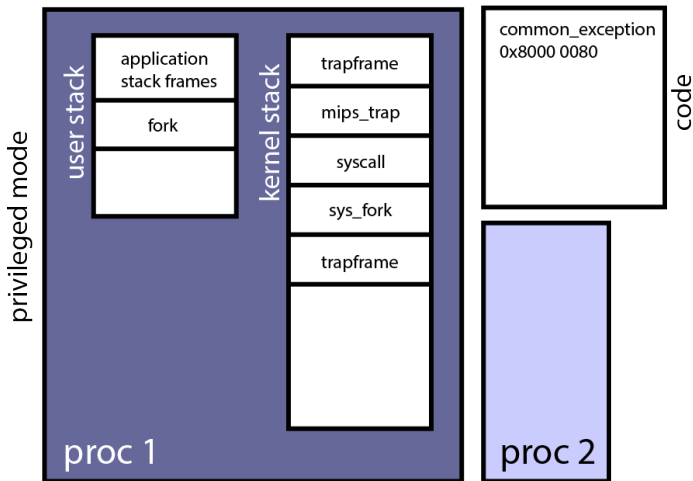 privileged mode
user stack
application
stack frames
fork
kernel stack
trapframe
mips_trap
syscall
sys_fork
trapframe
proc 1
common_exception
0x8000 0080
code
proc 2